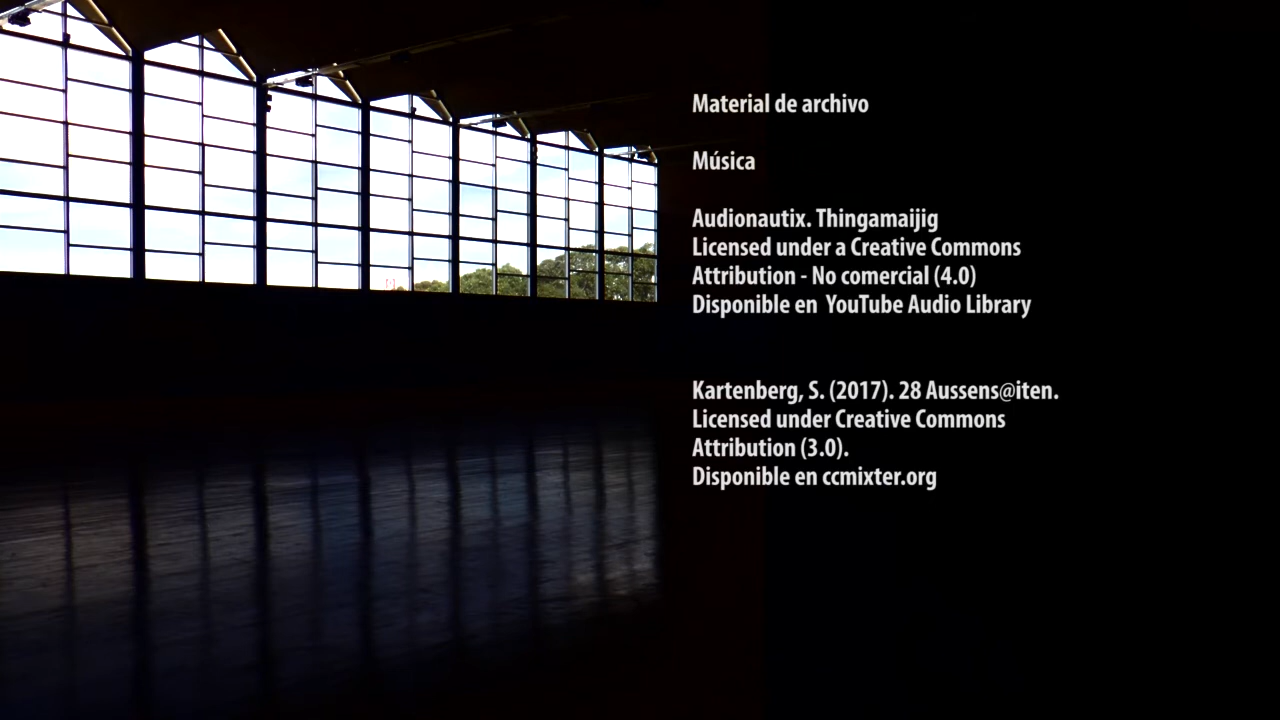 Material de archivo
Música
Audionautix. Thingamaijig
Licensed under a Creative Commons
Attribution - No comercial (4.0)
Disponible en YouTube Audio Library
Kartenberg, S. (2017). 28 Aussens@iten.
Licensed under Creative Commons
Attribution (3.0).
Disponible en ccmixter.org